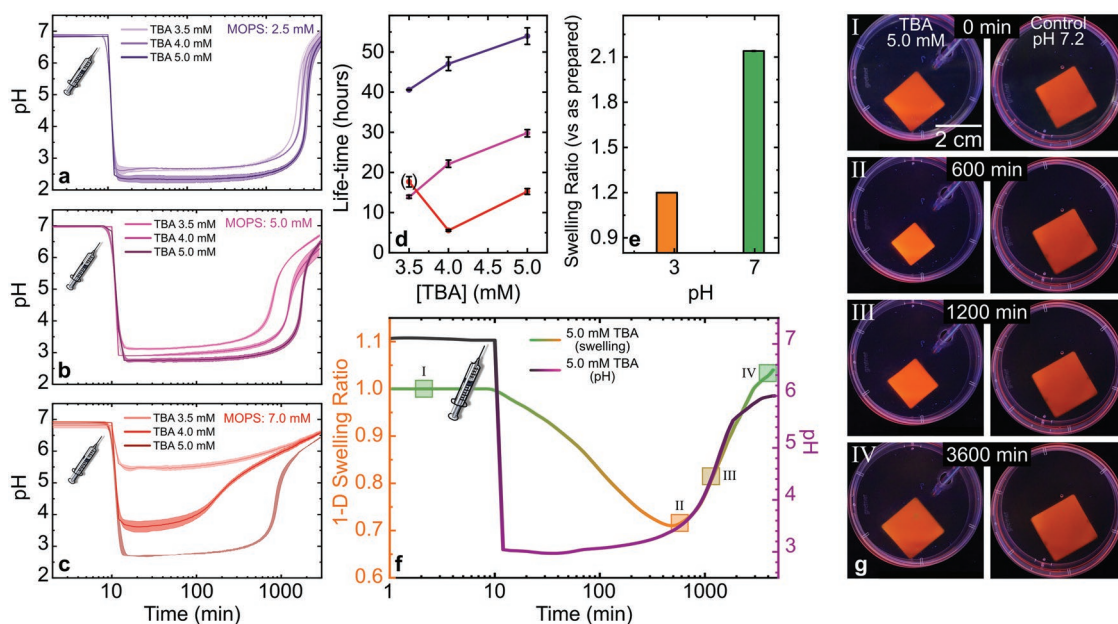 7
6
5
4
3
2
pH
TBA 3.5 mM
TBA 4.0 mM
TBA 5.0 mM
MOPS: 2.5 mM
a
7
6
5
4
3
2
pH
TBA 3.5 mM
TBA 4.0 mM
TBA 5.0 mM
MOPS: 5.0 mM
b
7
6
5
4
3
2
pH
TBA 3.5 mM
TBA 4.0 mM
TBA 5.0 mM
MOPS: 7.0 mM
c
10 100 1000
Time (min)
60
50
40
30
20
10
0
Life-time (hours)
( )
d
3.5 4.0 4.5 5.0
[TBA] (mM)
2.1
1.8
1.5
1.2
0.9
Swelling Ratio (vs as prepared)
e
3 7
pH
1.1
1.0
0.9
0.8
0.7
0.6
1-D Swelling Ratio
5.0 mM TBA
(swelling)
5.0 mM TBA
(pH)
I
II
III
IV
7
6
5
4
3
pH
f
1 10 100 1000
Time (min)
I
TBA
5.0 mM
0 min
Control
pH 7.2
2 cm
II
600 min
III
1200 min
IV
3600 min
g